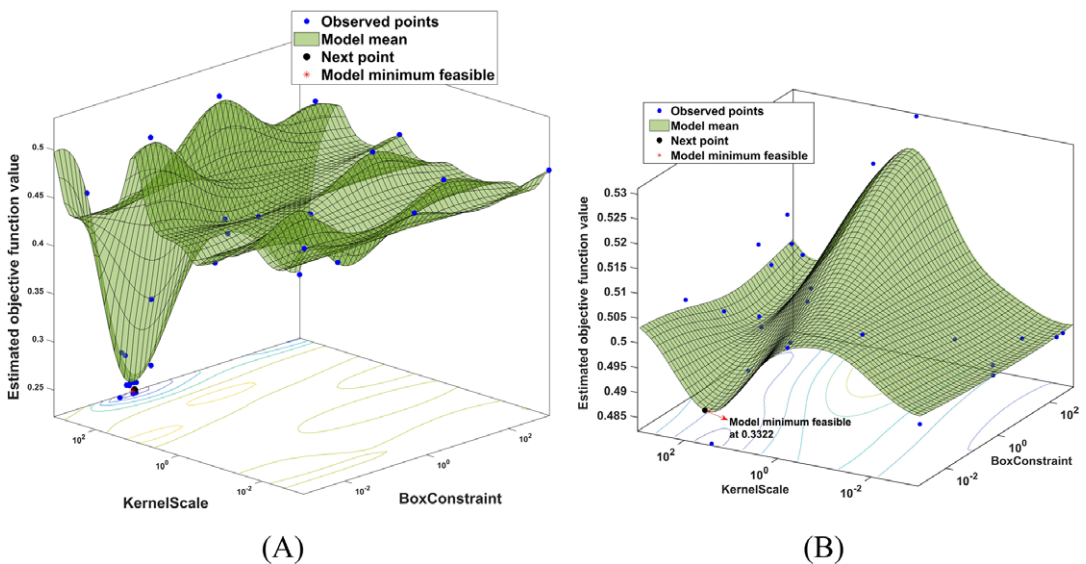 Observed points
Model mean
Next point
Model minimum feasible
Estimated objective function value
0.5
0.45
0.4
0.35
0.3
0.25
10²
10⁰
10⁻²
KernelScale
10⁻²
10⁰
10²
BoxConstraint
(A)
Observed points
Model mean
Next point
Model minimum feasible
Estimated objective function value
0.53
0.525
0.52
0.515
0.51
0.505
0.5
0.495
0.49
0.485
Model minimum feasible
at 0.3322
10²
10⁰
10⁻²
KernelScale
10⁻²
10⁰
10²
BoxConstraint
(B)